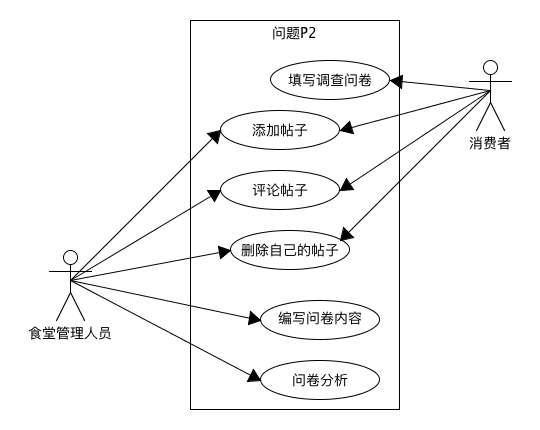 问题P2
填写调查问卷
添加帖子
消费者
评论帖子
删除自己的帖子
食堂管理人员
编写问卷内容
问卷分析